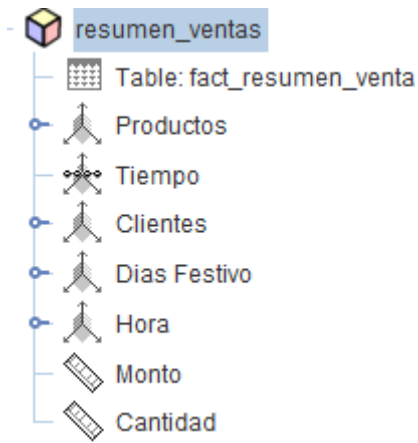 resumen_ventas
Table: fact_resumen_venta
Productos
Tiempo
Clientes
Dias Festivo
Hora
Monto
Cantidad